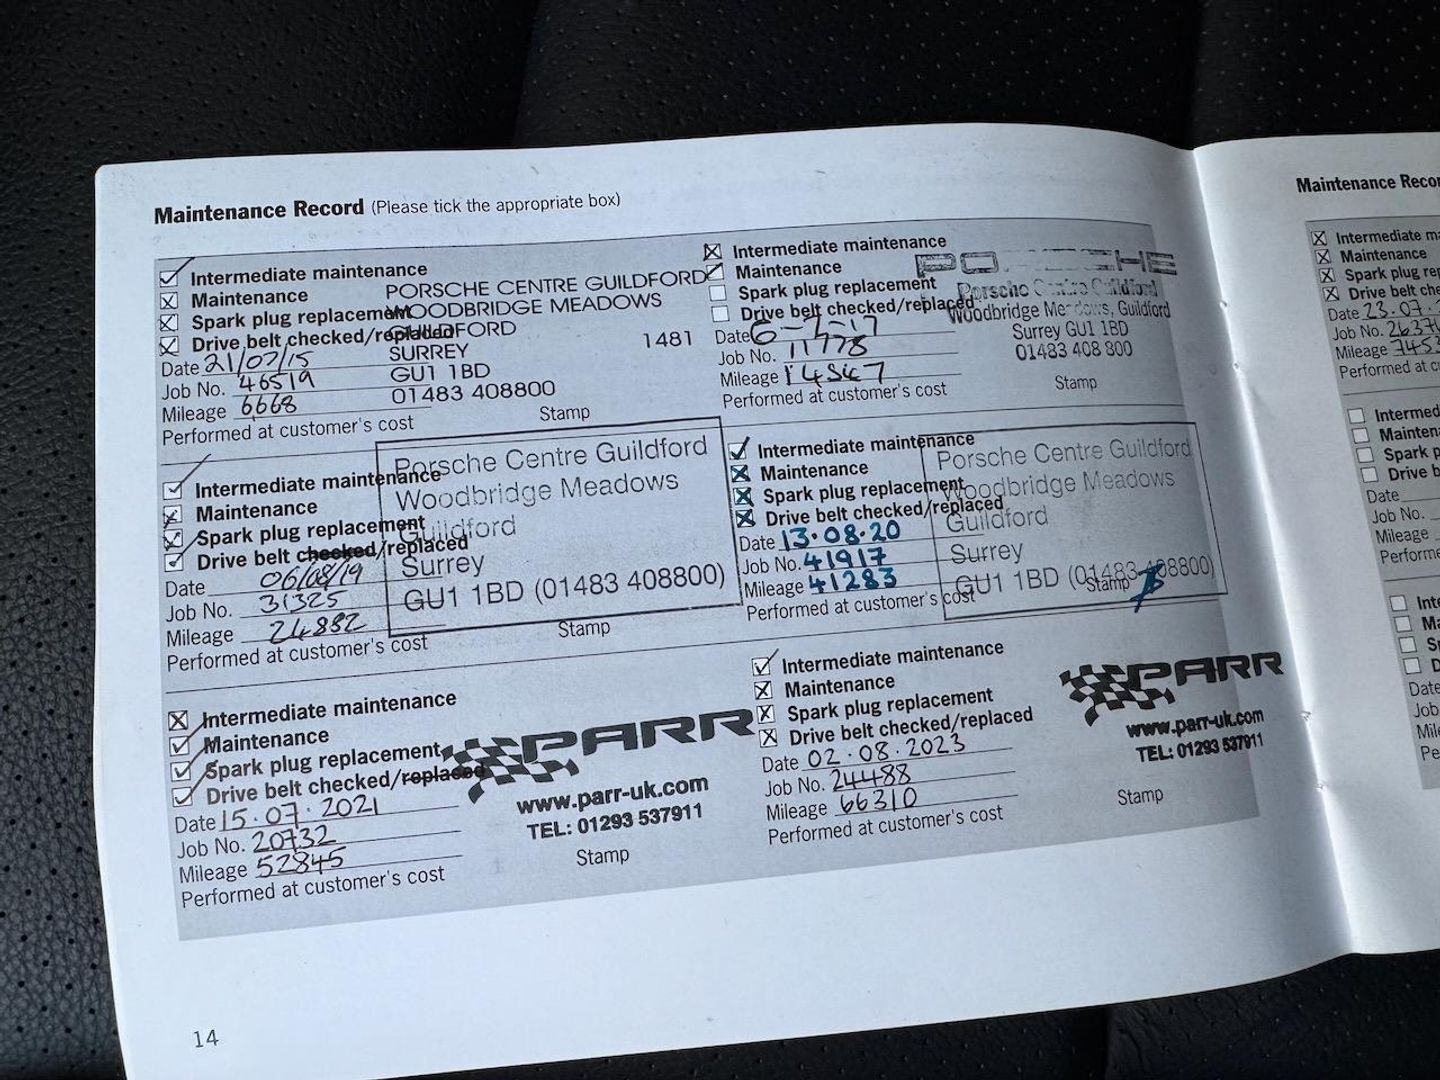 Maintenance Record (Please tick the appropriate box)
Intermediate maintenance
Maintenance
Spark plug replacement
Drive belt checked/replaced
Date 21/07/15
Job No. 46519
Mileage 6668
Performed at customer's cost
PORSCHE CENTRE GUILDFORD
WOODBRIDGE MEADOWS
GUILDFORD
SURREY 1481
GU1 1BD
01483 408800
Stamp
Intermediate maintenance
Maintenance
Spark plug replacement
Drive belt checked/replaced
Date 6-7-17
Job No. 11778
Mileage 14547
Performed at customer's cost
PORSCHE
Porsche Centre Guildford
Woodbridge Meadows, Guildford
Surrey GU1 1BD
01483 408 800
Stamp
Intermediate maintenance
Maintenance
Spark plug replacement
Drive belt checked/replaced
Date 06/08/19
Job No. 31325
Mileage 24882
Performed at customer's cost
Porsche Centre Guildford
Woodbridge Meadows
Guildford
Surrey
GU1 1BD (01483 408800)
Stamp
Intermediate maintenance
Maintenance
Spark plug replacement
Drive belt checked/replaced
Date 13.08.20
Job No. 41917
Mileage 41283
Performed at customer's cost
Porsche Centre Guildford
Woodbridge Meadows
Guildford
Surrey
GU1 1BD (01483 408800)
Stamp
Intermediate maintenance
Maintenance
Spark plug replacement
Drive belt checked/replaced
Date 15.07.2021
Job No. 20732
Mileage 52845
Performed at customer's cost
PARR
www.parr-uk.com
TEL: 01293 537911
Stamp
Intermediate maintenance
Maintenance
Spark plug replacement
Drive belt checked/replaced
Date 02.08.2023
Job No. 24488
Mileage 66310
Performed at customer's cost
PARR
www.parr-uk.com
TEL: 01293 537911
Stamp
14
Maintenance
Intermediate
Maintenance
Spark plug
Drive belt
Date 23.07.
Job No.
Mileage
Performed at
Maintenance
Spark
Drive
Date
Job No.
Mileage
Date
Job